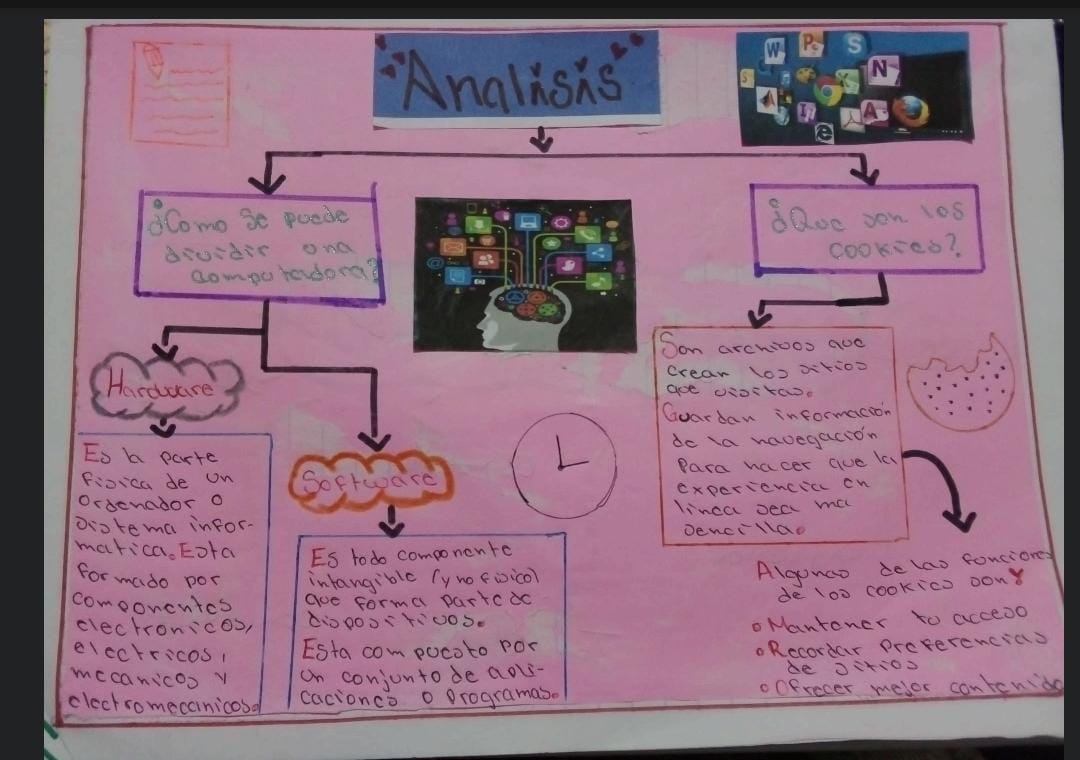 Analisis
¿Como se puede
dividir una
computadora?
¿Que son los
cookies?
Hardware
Es la parte
fisica de un
ordenador o
sistema infor-
matica. Esta
formado por
componentes
electronicos,
electricos,
mecanicos y
electromecanicos.
Software
Es todo componente
intangible (y no fisico)
que forma parte de
dispositivos.
Esta compuesto por
un conjunto de apli-
caciones o programas.
Son archivos que
crean los sitios
que visitas.
Guardan información
de la navegación
para hacer que la
experiencia en
linea sea ma
sencilla.
Algunas de las funciones
de los cookies son:
• Mantener tu acceso
• Recordar Preferencias
de sitios
• Ofrecer mejor contenido